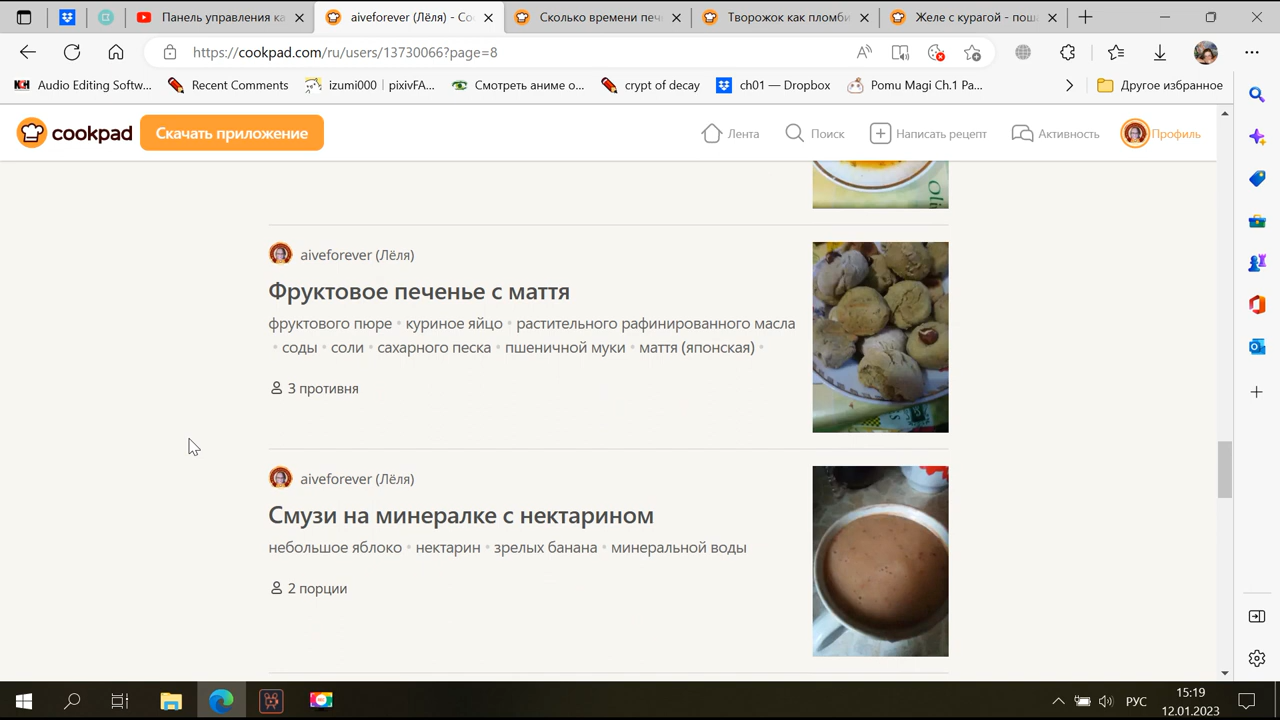 Панель управления ка
aiveforever (Лёля) - Co
Сколько времени печ
Творожок как пломби
Желе с курагой - пош
https://cookpad.com/ru/users/13730066?page=8
Audio Editing Softw...
Recent Comments
izumi000 | pixivFA...
Смотреть аниме о...
crypt of decay
ch01 — Dropbox
Pomu Magi Ch.1 Pa...
Другое избранное
cookpad
Скачать приложение
Лента
Поиск
Написать рецепт
Активность
Профиль
Oli
aiveforever (Лёля)
Фруктовое печенье с маття
фруктового пюре • куриное яйцо • растительного рафинированного масла
• соды • соли • сахарного песка • пшеничной муки • маття (японская) •
3 противня
aiveforever (Лёля)
Смузи на минералке с нектарином
небольшое яблоко • нектарин • зрелых банана • минеральной воды
2 порции
РУС
15:19
12.01.2023